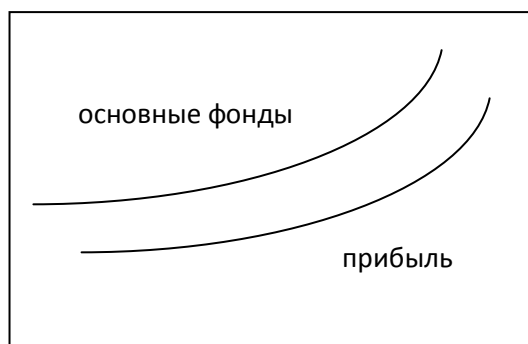 основные фонды
прибыль